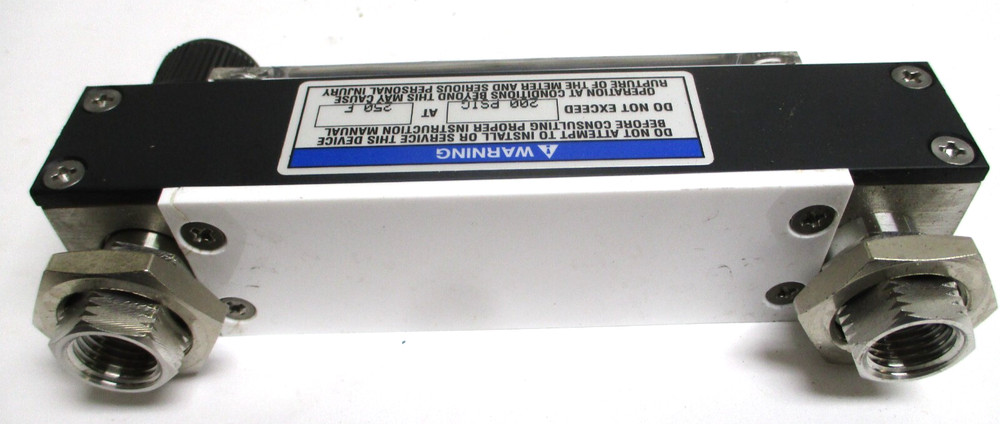 ⚠ WARNING
DO NOT ATTEMPT TO INSTALL OR SERVICE THIS DEVICE
BEFORE CONSULTING PROPER INSTRUCTION MANUAL
DO NOT EXCEED 200 PSIG AT 250 F
OPERATION AT CONDITIONS BEYOND THIS MAY CAUSE
RUPTURE OF THE METER AND SERIOUS PERSONAL INJURY